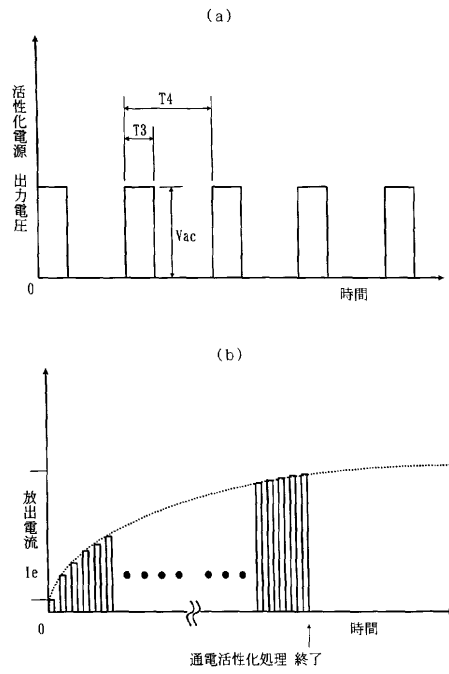 (a)
活性化電源 出力電圧
T4
T3
Vac
0
時間
(b)
放出電流 Ie
0
時間
通電活性化処理 終了